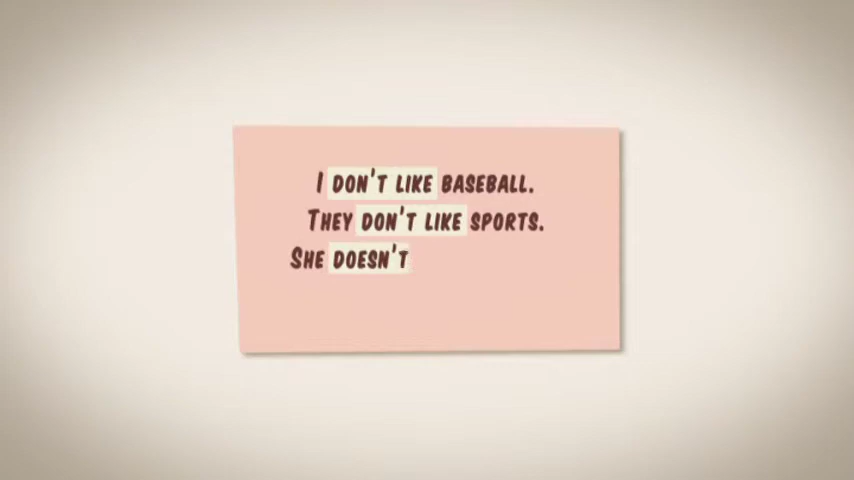 I DON'T LIKE BASEBALL.
THEY DON'T LIKE SPORTS.
SHE DOESN'T